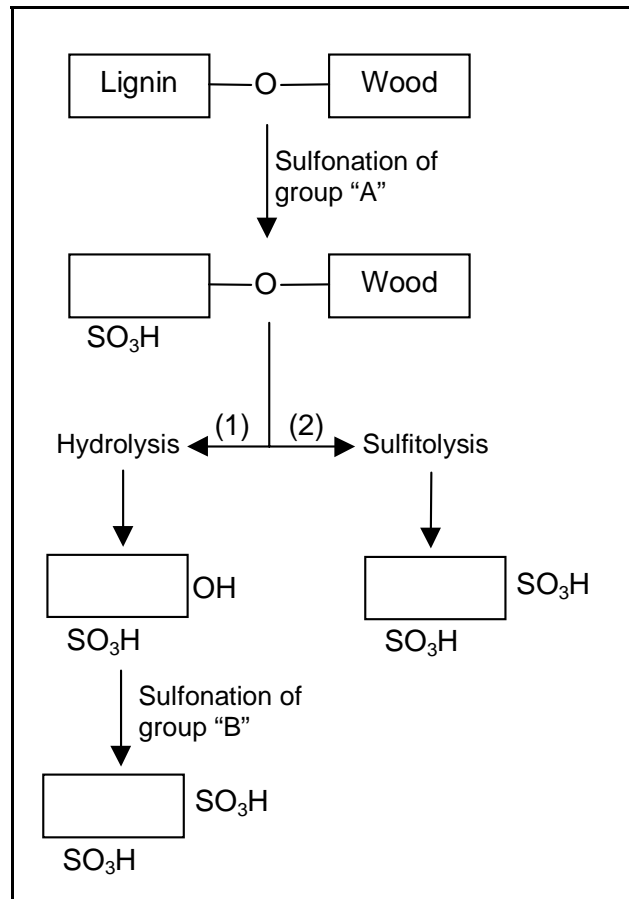 Lignin O Wood
Sulfonation of
group “A”
O Wood
SO₃H
(1) (2)
Hydrolysis Sulfitolysis
OH SO₃H
SO₃H SO₃H
Sulfonation of
group “B”
SO₃H
SO₃H